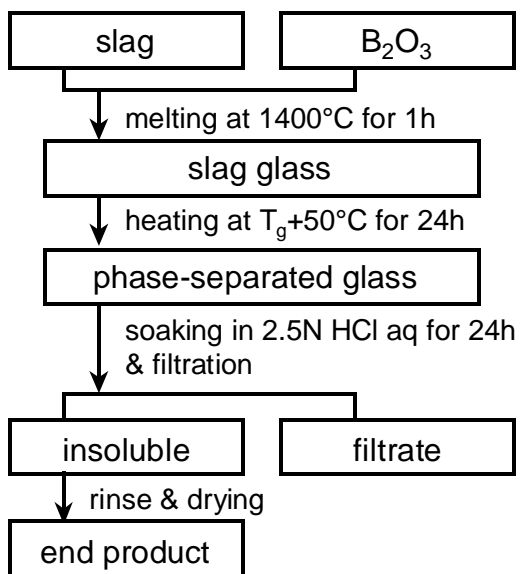 slag
B₂O₃
melting at 1400°C for 1h
slag glass
heating at Tg+50°C for 24h
phase-separated glass
soaking in 2.5N HCl aq for 24h
& filtration
insoluble
filtrate
rinse & drying
end product